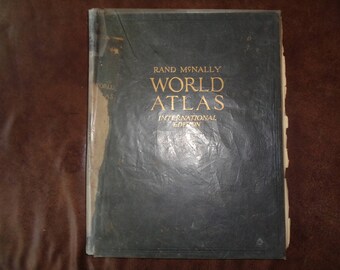 RAND MCNALLY
WORLD
ATLAS
INTERNATIONAL
EDITION